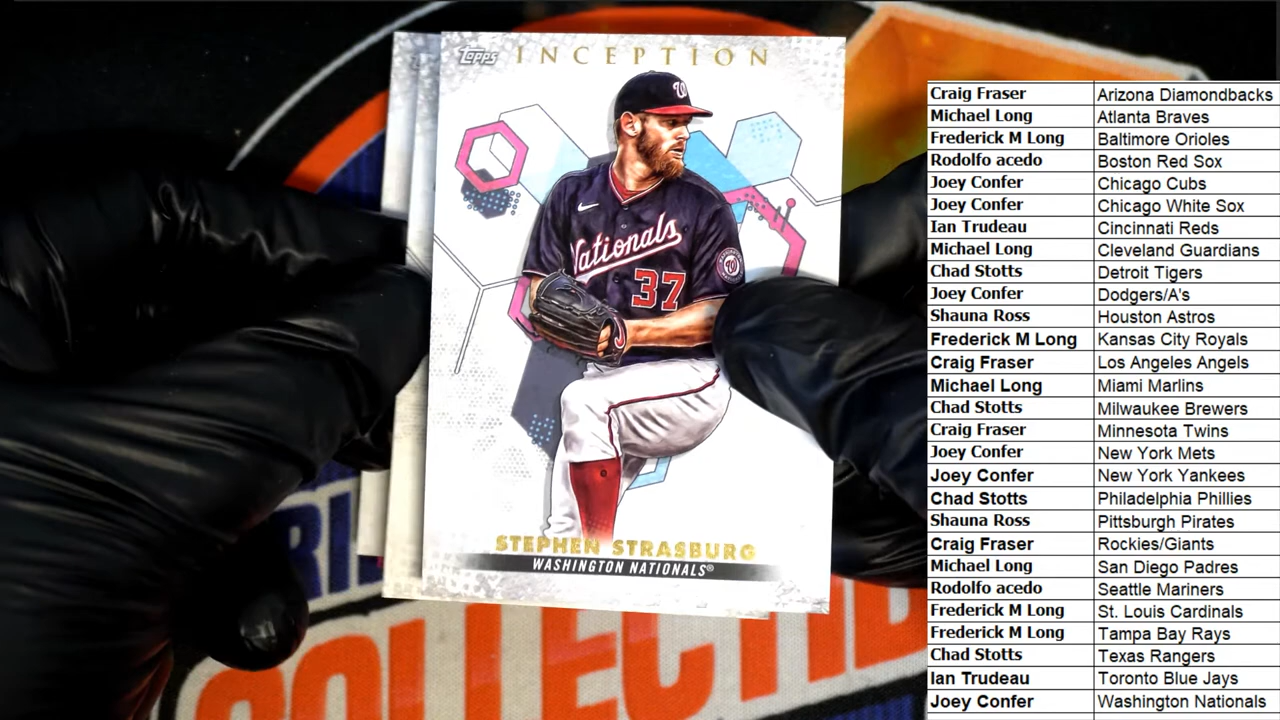 Topps INCEPTION
W
Nationals
37
W
STEPHEN STRASBURG
WASHINGTON NATIONALS®
COLLECTIB
Craig Fraser Arizona Diamondbacks
Michael Long Atlanta Braves
Frederick M Long Baltimore Orioles
Rodolfo acedo Boston Red Sox
Joey Confer Chicago Cubs
Joey Confer Chicago White Sox
Ian Trudeau Cincinnati Reds
Michael Long Cleveland Guardians
Chad Stotts Detroit Tigers
Joey Confer Dodgers/A's
Shauna Ross Houston Astros
Frederick M Long Kansas City Royals
Craig Fraser Los Angeles Angels
Michael Long Miami Marlins
Chad Stotts Milwaukee Brewers
Craig Fraser Minnesota Twins
Joey Confer New York Mets
Joey Confer New York Yankees
Chad Stotts Philadelphia Phillies
Shauna Ross Pittsburgh Pirates
Craig Fraser Rockies/Giants
Michael Long San Diego Padres
Rodolfo acedo Seattle Mariners
Frederick M Long St. Louis Cardinals
Frederick M Long Tampa Bay Rays
Chad Stotts Texas Rangers
Ian Trudeau Toronto Blue Jays
Joey Confer Washington Nationals